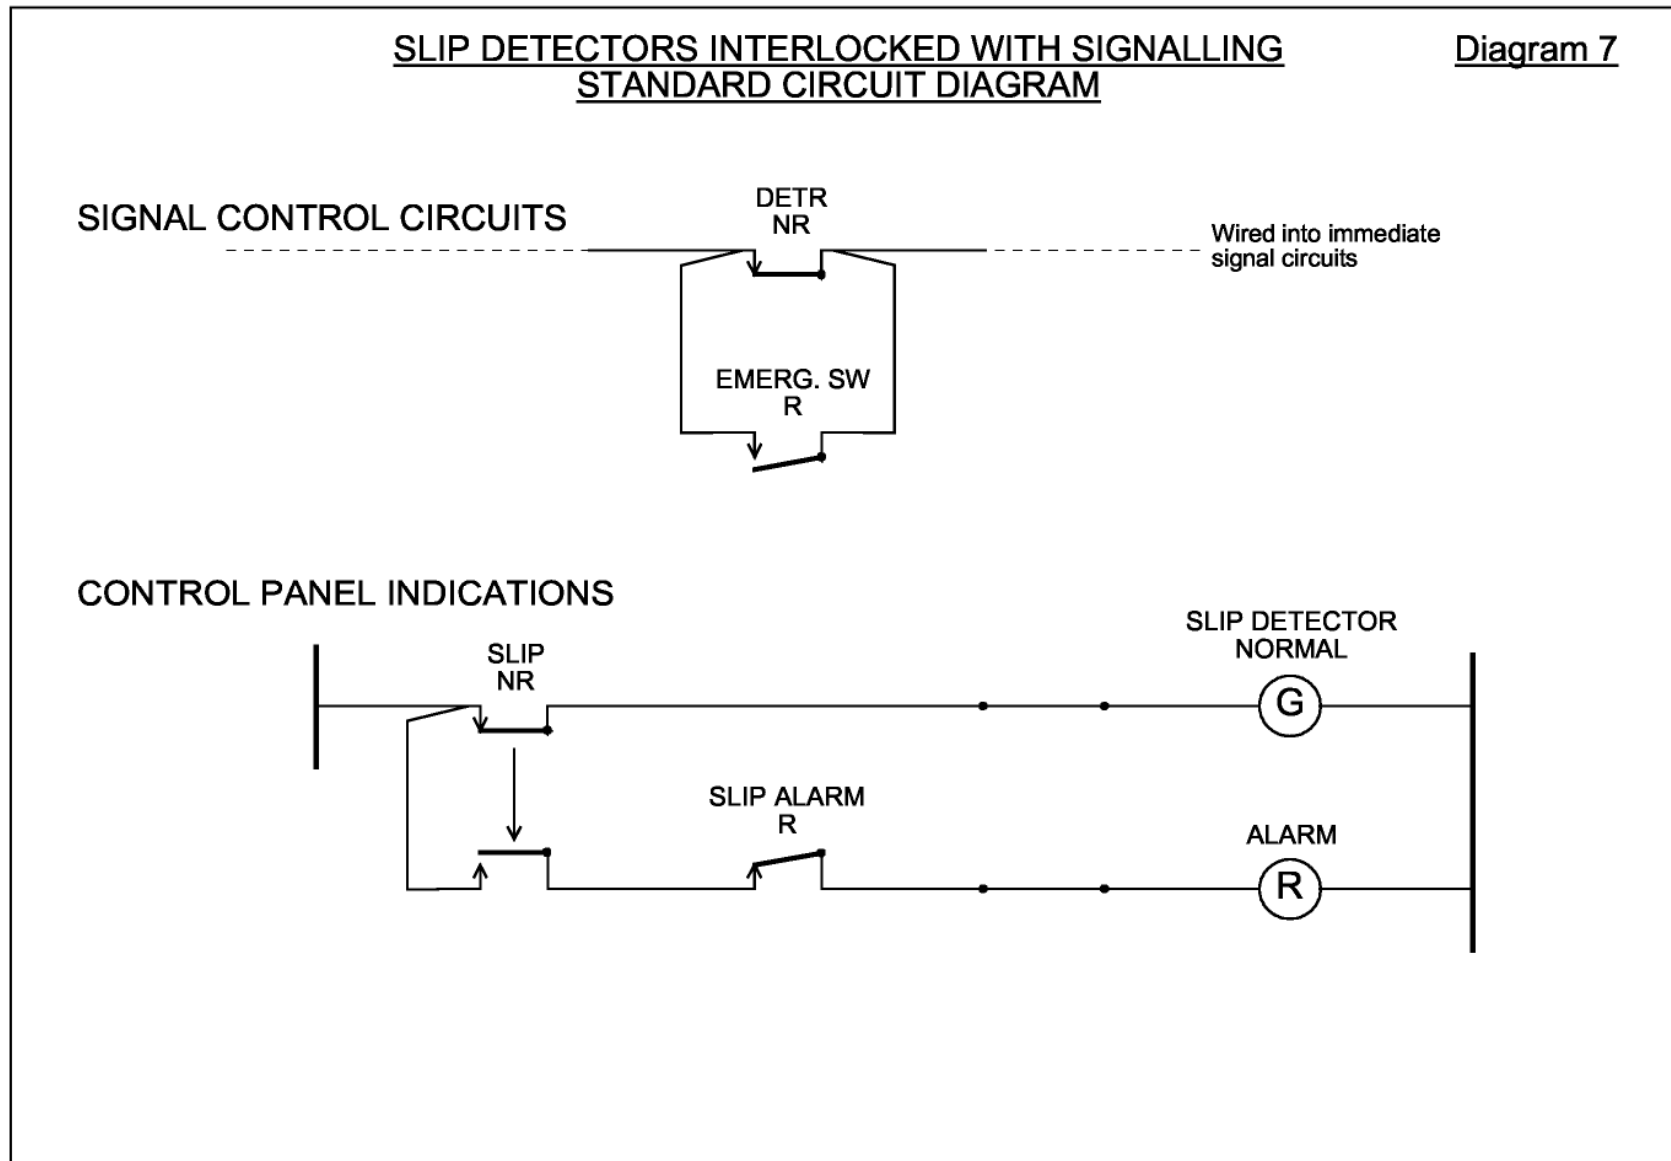 SLIP DETECTORS INTERLOCKED WITH SIGNALLING
STANDARD CIRCUIT DIAGRAM
Diagram 7
SIGNAL CONTROL CIRCUITS
DETR
NR
Wired into immediate
signal circuits
EMERG. SW
R
CONTROL PANEL INDICATIONS
SLIP
NR
SLIP DETECTOR
NORMAL
G
SLIP ALARM
R
ALARM
R